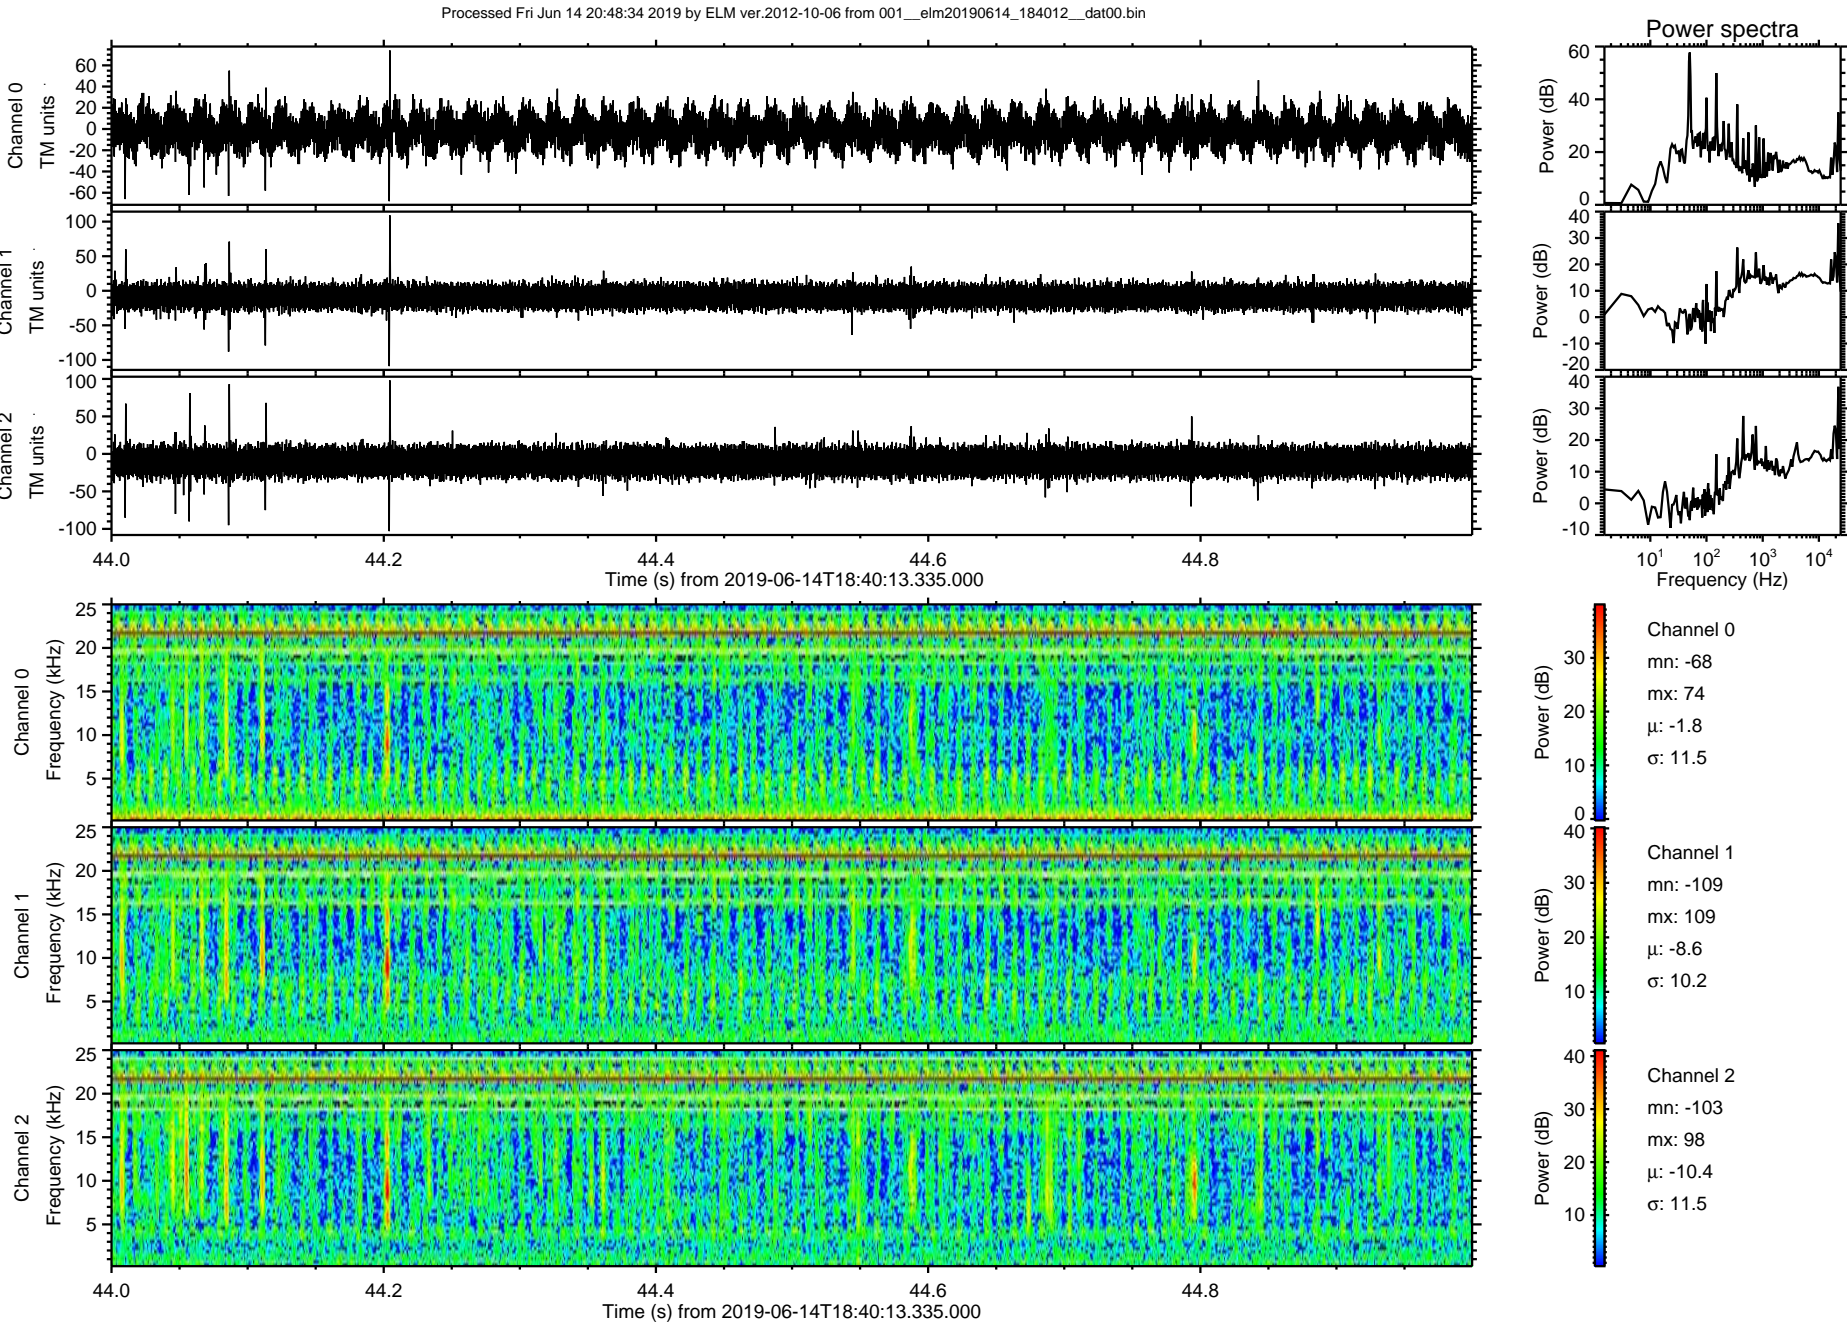 Processed Fri Jun 14 20:48:34 2019 by ELM ver.2012-10-06 from 001__elm20190614_184012__dat00.bin
Power spectra
Channel 0
TM units
60
40
20
0
-20
-40
-60
Power (dB)
60
40
20
0
Channel 1
TM units
100
50
0
-50
-100
Power (dB)
40
30
20
10
0
-10
-20
Channel 2
TM units
100
50
0
-50
-100
Power (dB)
40
30
20
10
0
-10
44.0 44.2 44.4 44.6 44.8
Time (s) from 2019-06-14T18:40:13.335.000
10¹ 10² 10³ 10⁴
Frequency (Hz)
Channel 0
Frequency (kHz)
25
20
15
10
5
Power (dB)
30
20
10
0
Channel 0
mn: -68
mx: 74
μ: -1.8
σ: 11.5
Channel 1
Frequency (kHz)
25
20
15
10
5
Power (dB)
40
30
20
10
Channel 1
mn: -109
mx: 109
μ: -8.6
σ: 10.2
Channel 2
Frequency (kHz)
25
20
15
10
5
Power (dB)
40
30
20
10
Channel 2
mn: -103
mx: 98
μ: -10.4
σ: 11.5
44.0 44.2 44.4 44.6 44.8
Time (s) from 2019-06-14T18:40:13.335.000